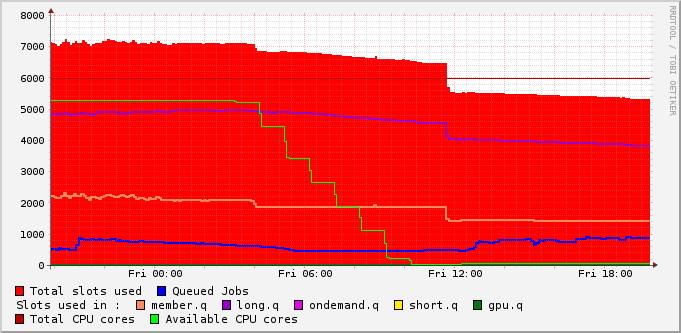 8000
7000
6000
5000
4000
3000
2000
1000
0
Fri 00:00 Fri 06:00 Fri 12:00 Fri 18:00
Total slots used Queued Jobs
Slots used in : member.q long.q ondemand.q short.q gpu.q
Total CPU cores Available CPU cores
RRDTOOL / TOBI OETIKER